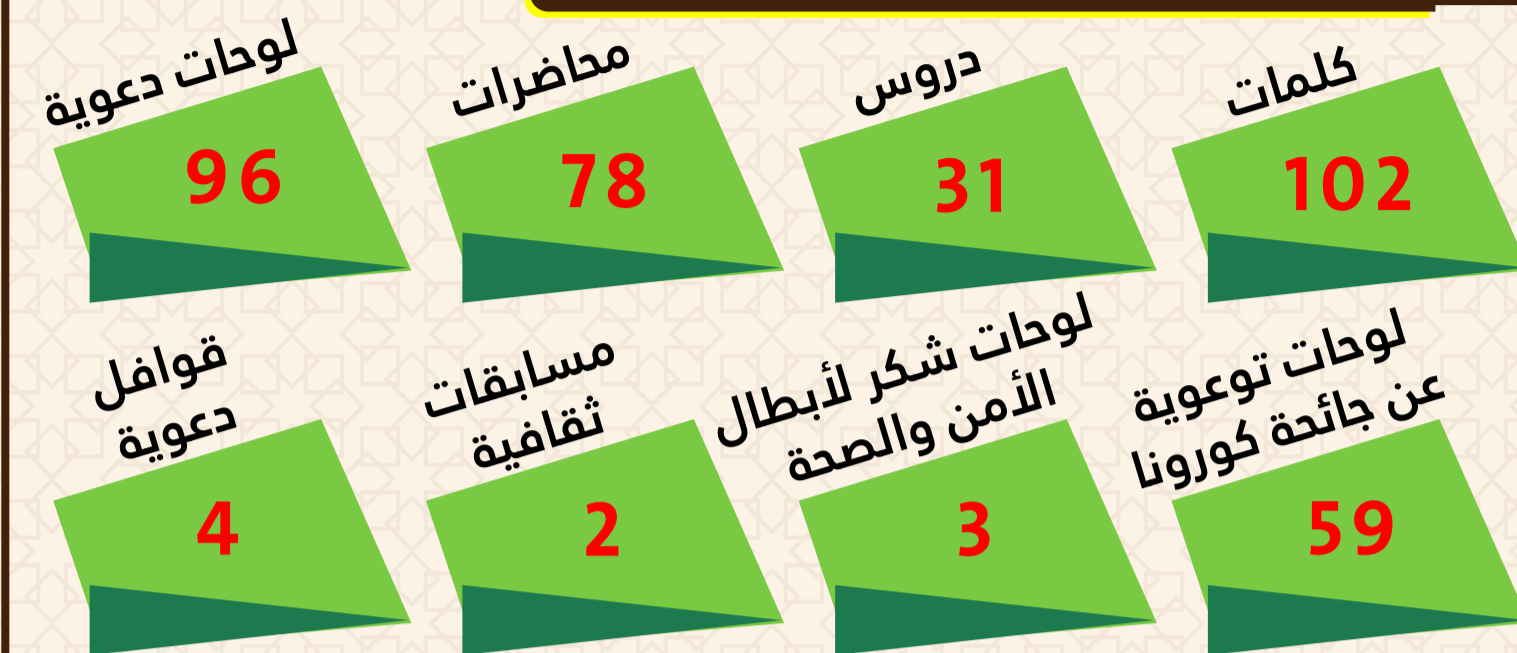 كلمات
102
دروس
31
محاضرات
78
لوحات دعوية
96
لوحات توعوية
عن جائحة كورونا
59
لوحات شكر لأبطال
الأمن والصحة
3
مسابقات
ثقافية
2
قوافل
دعوية
4